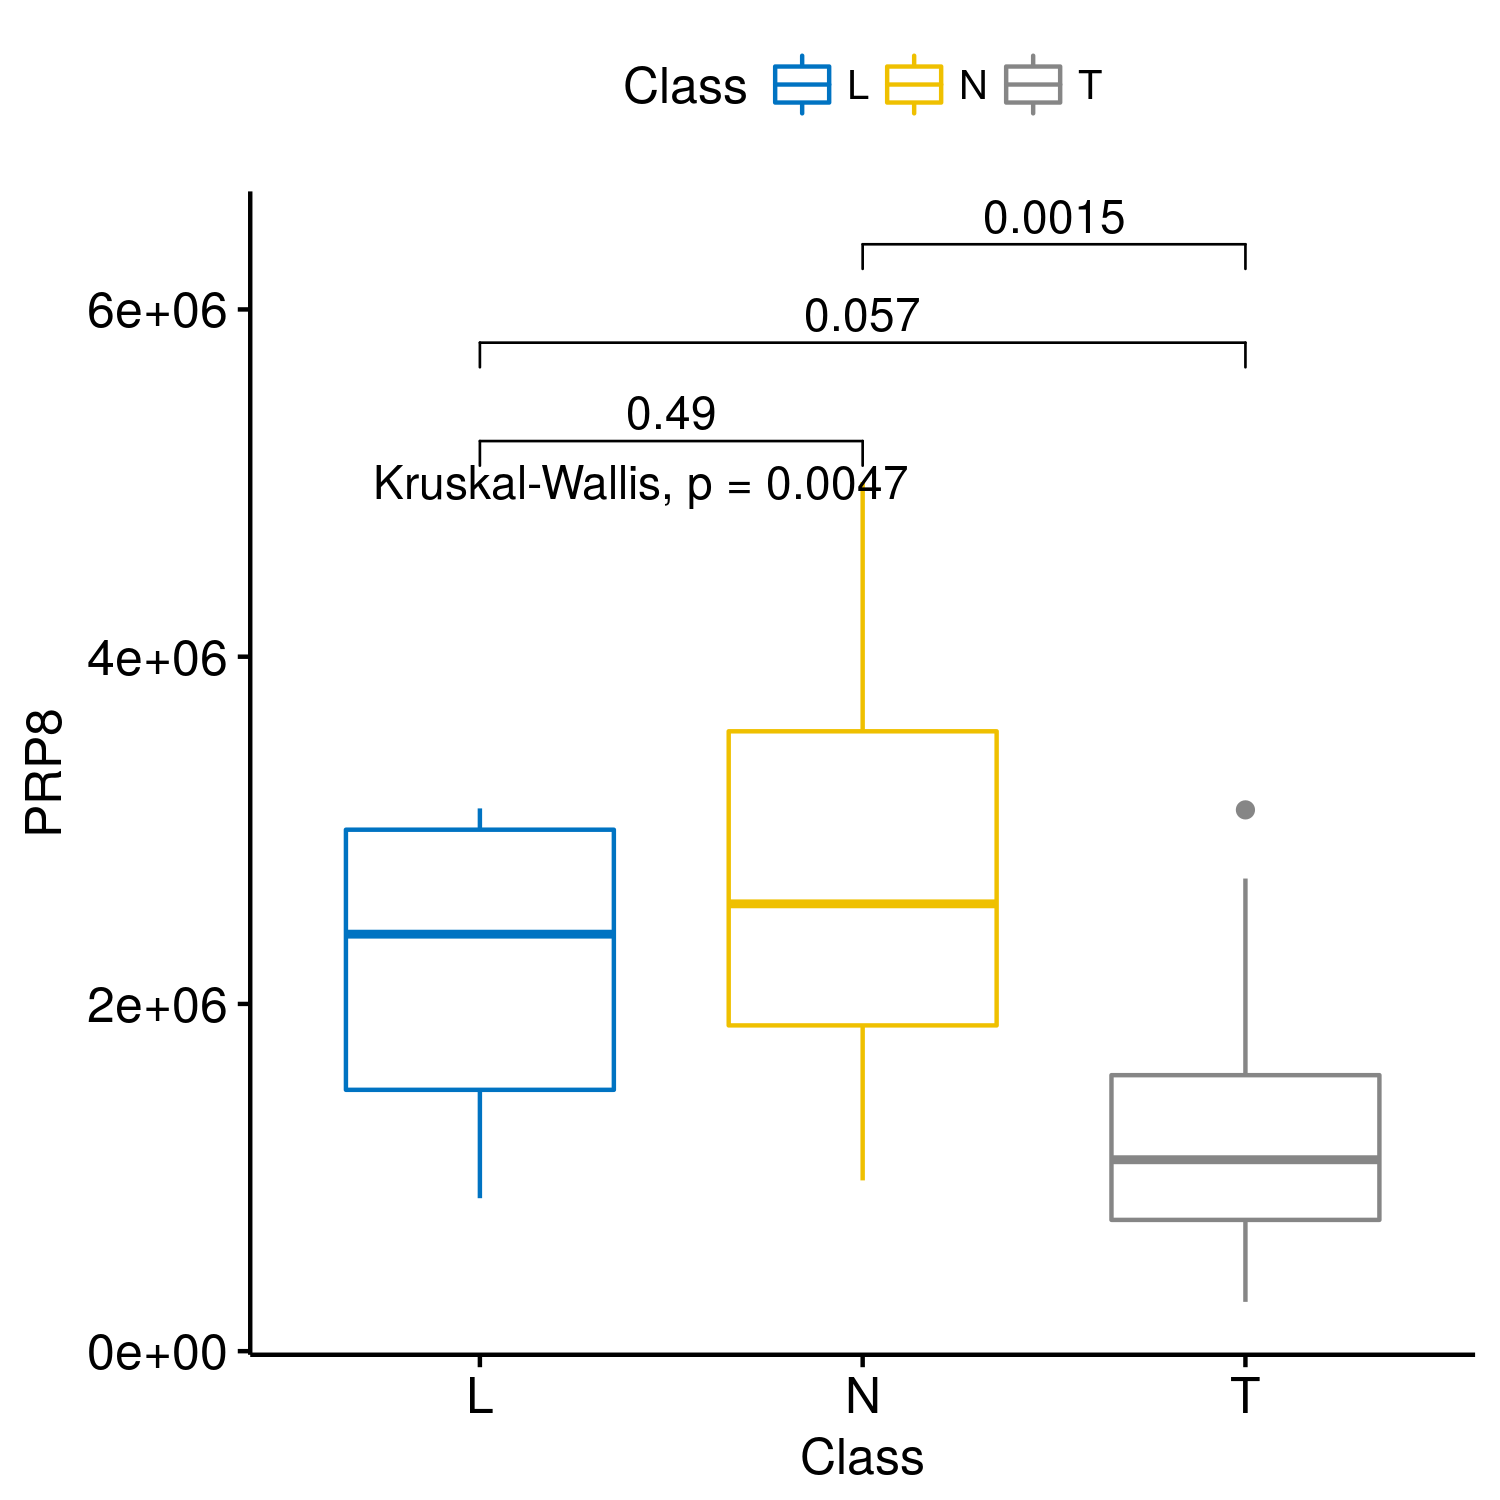 Class L N T
0.0015
6e+06
0.057
0.49
Kruskal-Wallis, p = 0.0047
4e+06
PRP8
2e+06
0e+00
L N T
Class